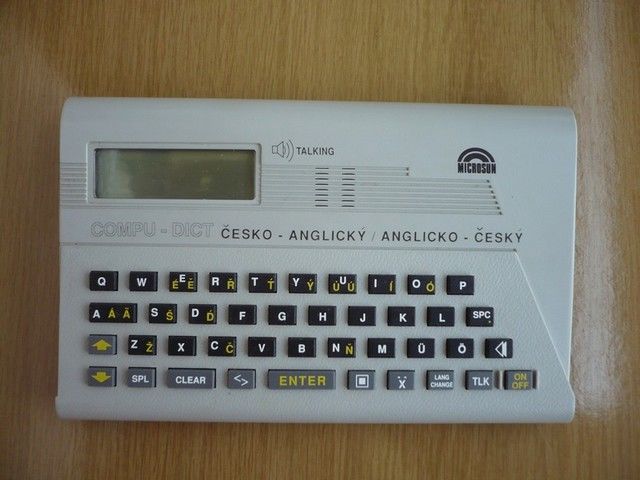 TALKING
MICROSUN
COMPU - DICT ČESKO - ANGLICKÝ / ANGLICKO - ČESKÝ
Q W E É Ě R R Ř T Ť Y Ý U Ú Ů I Í O Ó P
A Á Ä S Š D Ď F G H J K L SPC
Z Ž X C Č V B N Ň M Ü Ö
SPL CLEAR <> ENTER Ẍ LANG CHANGE TLK ON OFF